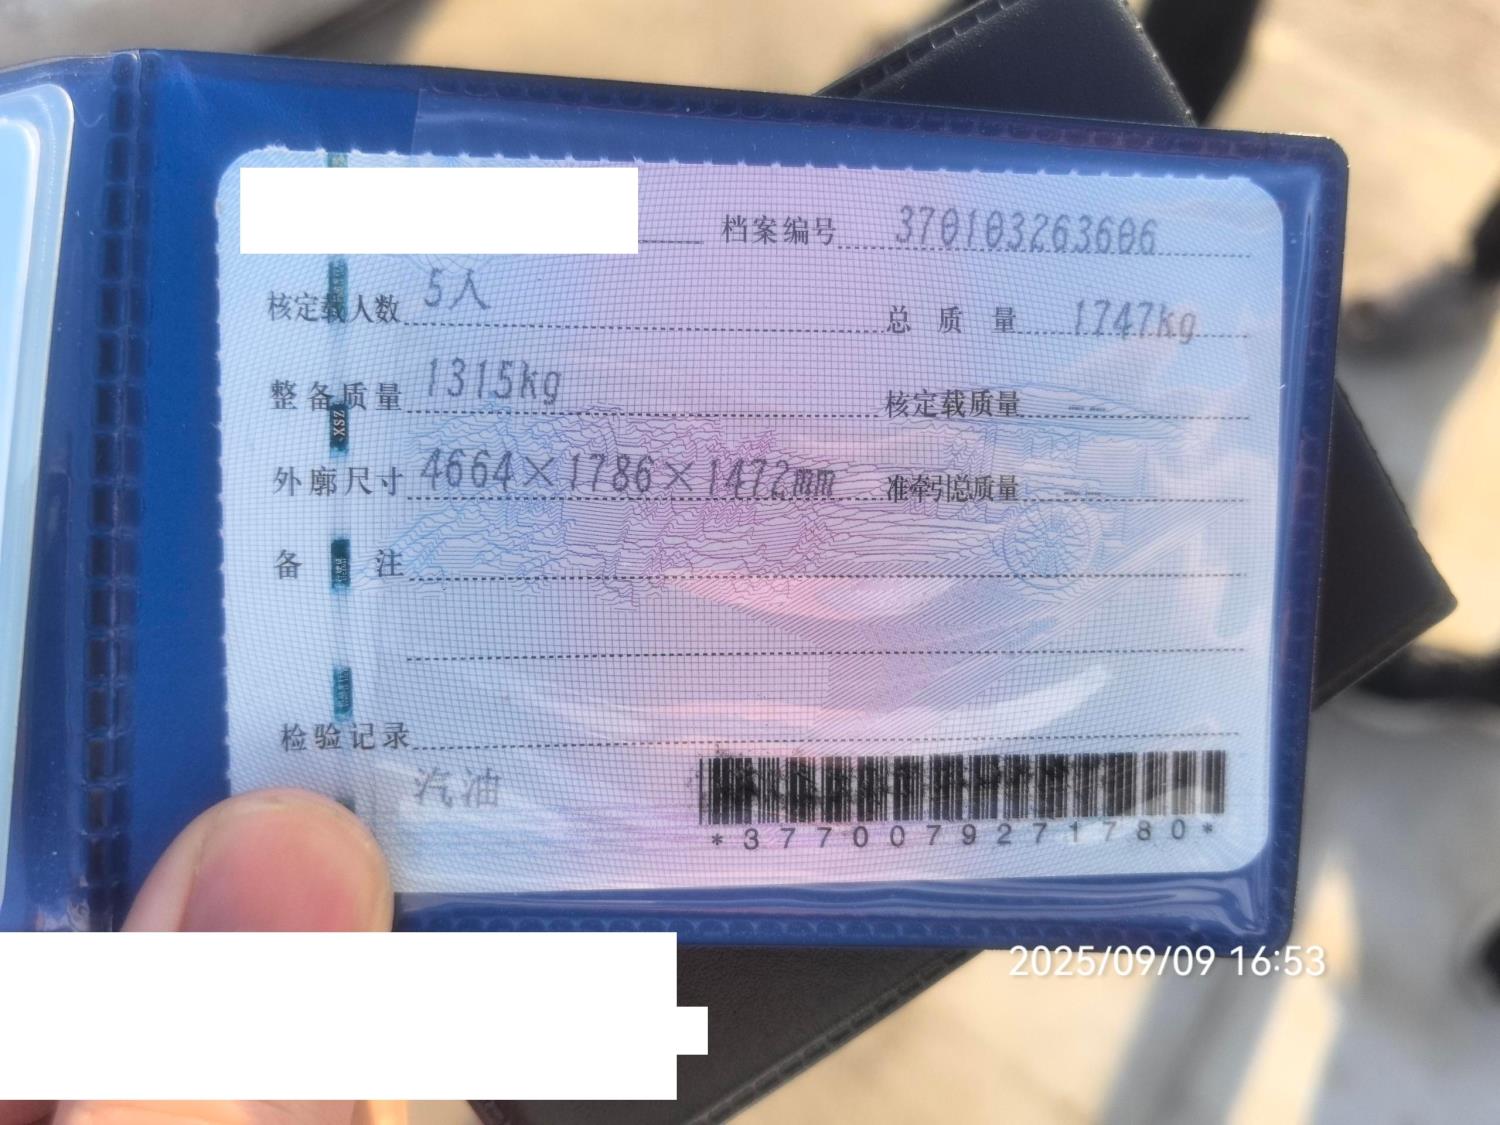 档案编号 370103263606
核定载人数 5人 总质量 1747kg
整备质量 1315kg 核定载质量 --
外廓尺寸 4664×1786×1472mm 准牵引总质量 --
备注
检验记录
汽油
*3770079271780*
XSZ
2025/09/09 16:53